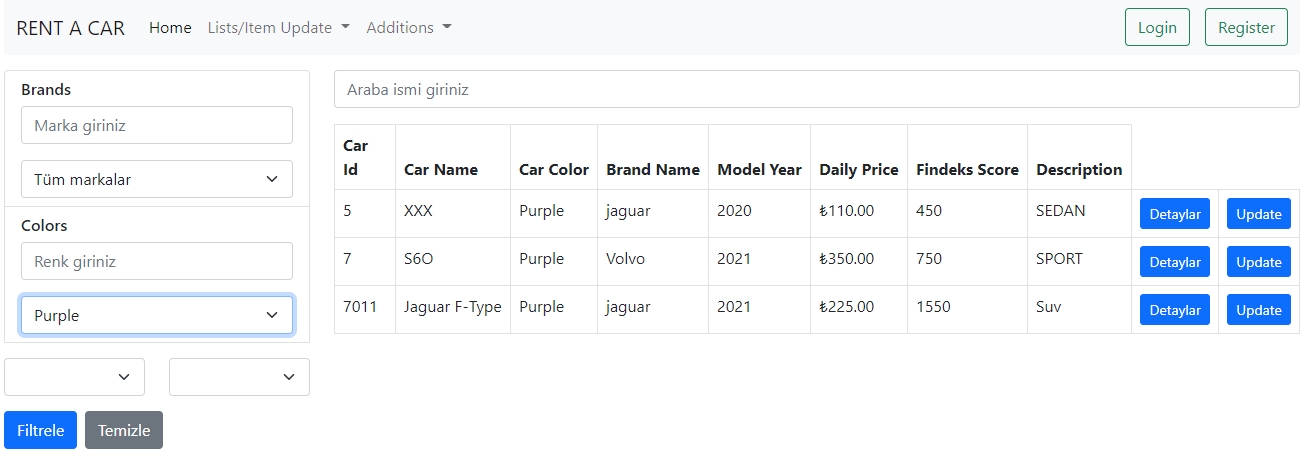 RENT A CAR Home Lists/Item Update Additions Login Register
Brands
Marka giriniz
Tüm markalar
Colors
Renk giriniz
Purple
Filtrele Temizle
Araba ismi giriniz
Car Id Car Name Car Color Brand Name Model Year Daily Price Findeks Score Description
5 XXX Purple jaguar 2020 ₺110.00 450 SEDAN Detaylar Update
7 S6O Purple Volvo 2021 ₺350.00 750 SPORT Detaylar Update
7011 Jaguar F-Type Purple jaguar 2021 ₺225.00 1550 Suv Detaylar Update